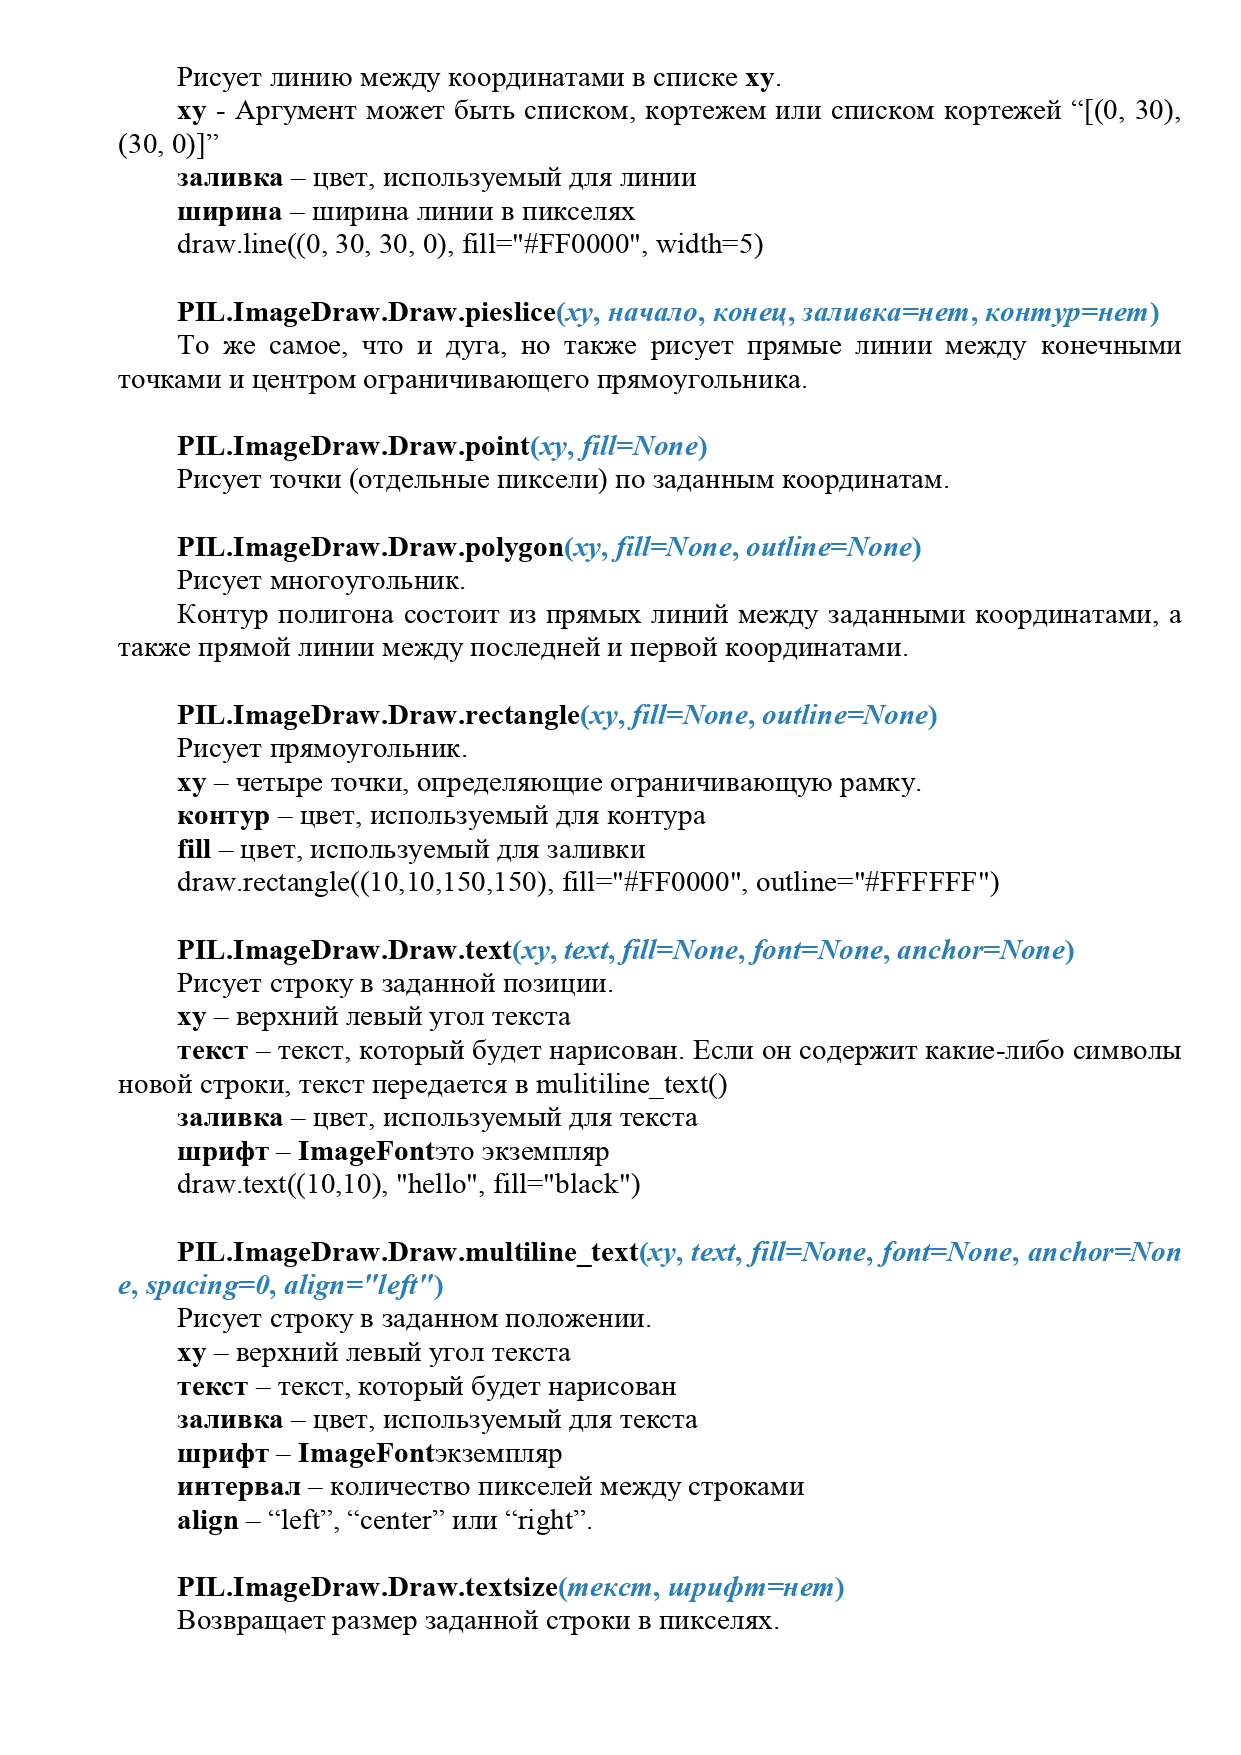 Рисует линию между координатами в списке xy.
xy - Аргумент может быть списком, кортежем или списком кортежей “[(0, 30),
(30, 0)]”
заливка – цвет, используемый для линии
ширина – ширина линии в пикселях
draw.line((0, 30, 30, 0), fill="#FF0000", width=5)
PIL.ImageDraw.Draw.pieslice(xy, начало, конец, заливка=нет, контур=нет)
То же самое, что и дуга, но также рисует прямые линии между конечными
точками и центром ограничивающего прямоугольника.
PIL.ImageDraw.Draw.point(xy, fill=None)
Рисует точки (отдельные пиксели) по заданным координатам.
PIL.ImageDraw.Draw.polygon(xy, fill=None, outline=None)
Рисует многоугольник.
Контур полигона состоит из прямых линий между заданными координатами, а
также прямой линии между последней и первой координатами.
PIL.ImageDraw.Draw.rectangle(xy, fill=None, outline=None)
Рисует прямоугольник.
xy – четыре точки, определяющие ограничивающую рамку.
контур – цвет, используемый для контура
fill – цвет, используемый для заливки
draw.rectangle((10,10,150,150), fill="#FF0000", outline="#FFFFFF")
PIL.ImageDraw.Draw.text(xy, text, fill=None, font=None, anchor=None)
Рисует строку в заданной позиции.
xy – верхний левый угол текста
текст – текст, который будет нарисован. Если он содержит какие-либо символы
новой строки, текст передается в mulitiline_text()
заливка – цвет, используемый для текста
шрифт – ImageFontэто экземпляр
draw.text((10,10), "hello", fill="black")
PIL.ImageDraw.Draw.multiline_text(xy, text, fill=None, font=None, anchor=Non
e, spacing=0, align="left")
Рисует строку в заданном положении.
xy – верхний левый угол текста
текст – текст, который будет нарисован
заливка – цвет, используемый для текста
шрифт – ImageFontэкземпляр
интервал – количество пикселей между строками
align – “left”, “center” или “right”.
PIL.ImageDraw.Draw.textsize(текст, шрифт=нет)
Возвращает размер заданной строки в пикселях.